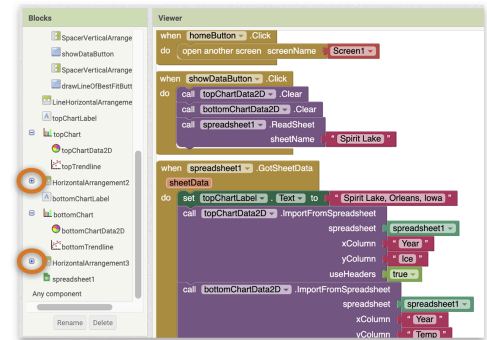 Blocks
Viewer
SpacerVerticalArrange
showDataButton
SpacerVerticalArrange
drawLineOfBestFitButt
LineHorizontalArrangeme
topChartLabel
topChart
topChartData2D
topTrendline
HorizontalArrangement2
bottomChartLabel
bottomChart
bottomChartData2D
bottomTrendline
HorizontalArrangement3
spreadsheet1
Any component
Rename Delete
when homeButton .Click
do open another screen screenName Screen1
when showDataButton .Click
do call topChartData2D .Clear
call bottomChartData2D .Clear
call spreadsheet1 .ReadSheet
sheetName " Spirit Lake "
when spreadsheet1 .GotSheetData
sheetData
do set topChartLabel . Text to " Spirit Lake, Orleans, Iowa "
call topChartData2D .ImportFromSpreadsheet
spreadsheet spreadsheet1
xColumn " Year "
yColumn " Ice "
useHeaders true
call bottomChartData2D .ImportFromSpreadsheet
spreadsheet spreadsheet1
xColumn " Year "
yColumn " Temp "